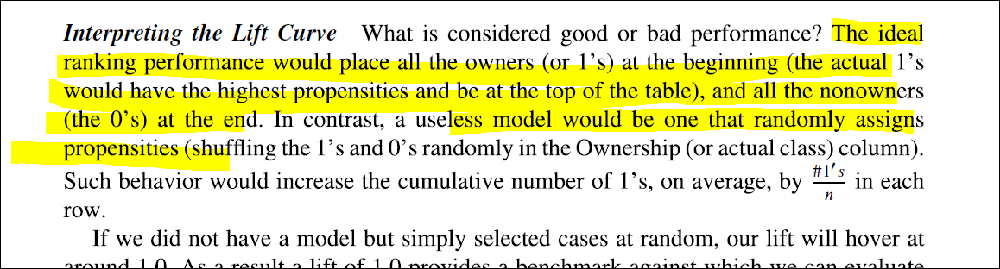 Interpreting the Lift Curve What is considered good or bad performance? The ideal
ranking performance would place all the owners (or 1’s) at the beginning (the actual 1’s
would have the highest propensities and be at the top of the table), and all the nonowners
(the 0’s) at the end. In contrast, a useless model would be one that randomly assigns
propensities (shuffling the 1’s and 0’s randomly in the Ownership (or actual class) column).
Such behavior would increase the cumulative number of 1’s, on average, by #1′s/n in each
row.
If we did not have a model but simply selected cases at random, our lift will hover at
around 1.0. As a result a lift of 1.0 provides a benchmark against which we can evaluate